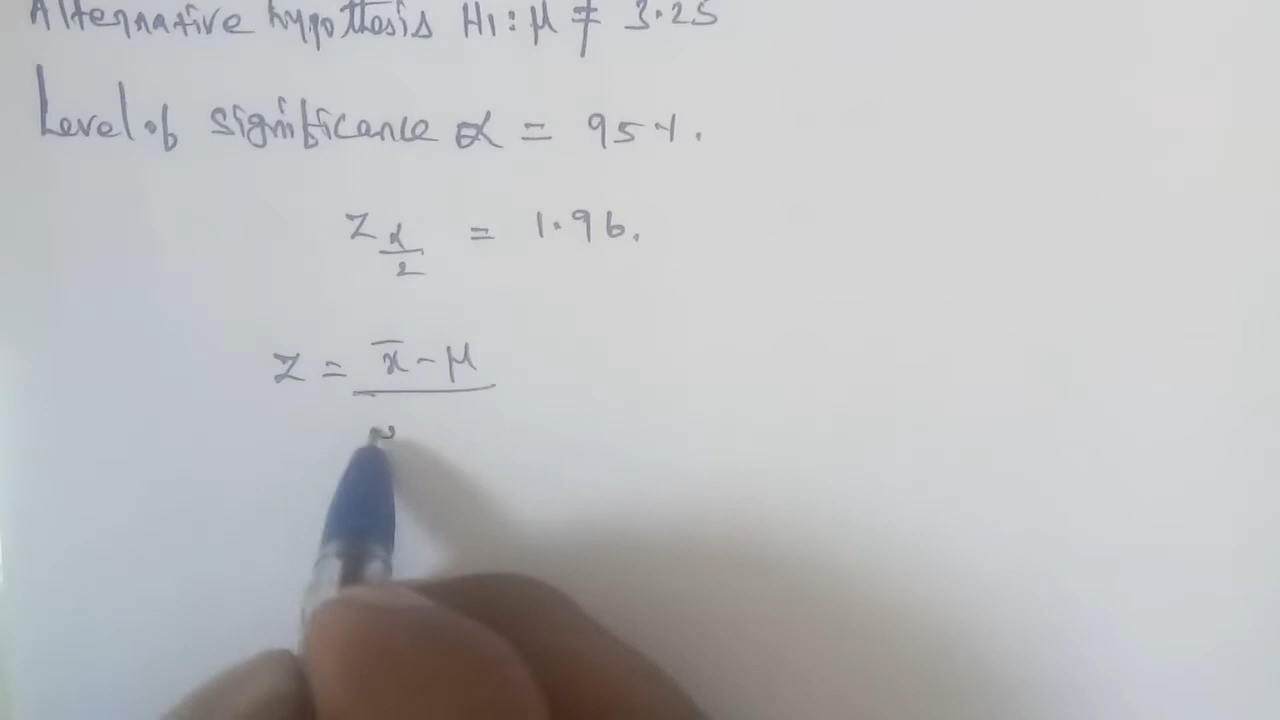 Alternative hypothesis H1 : μ ≠ 3.25
Level of significance α = 95%.
Z α/2 = 1.96.
Z = x̄ - μ